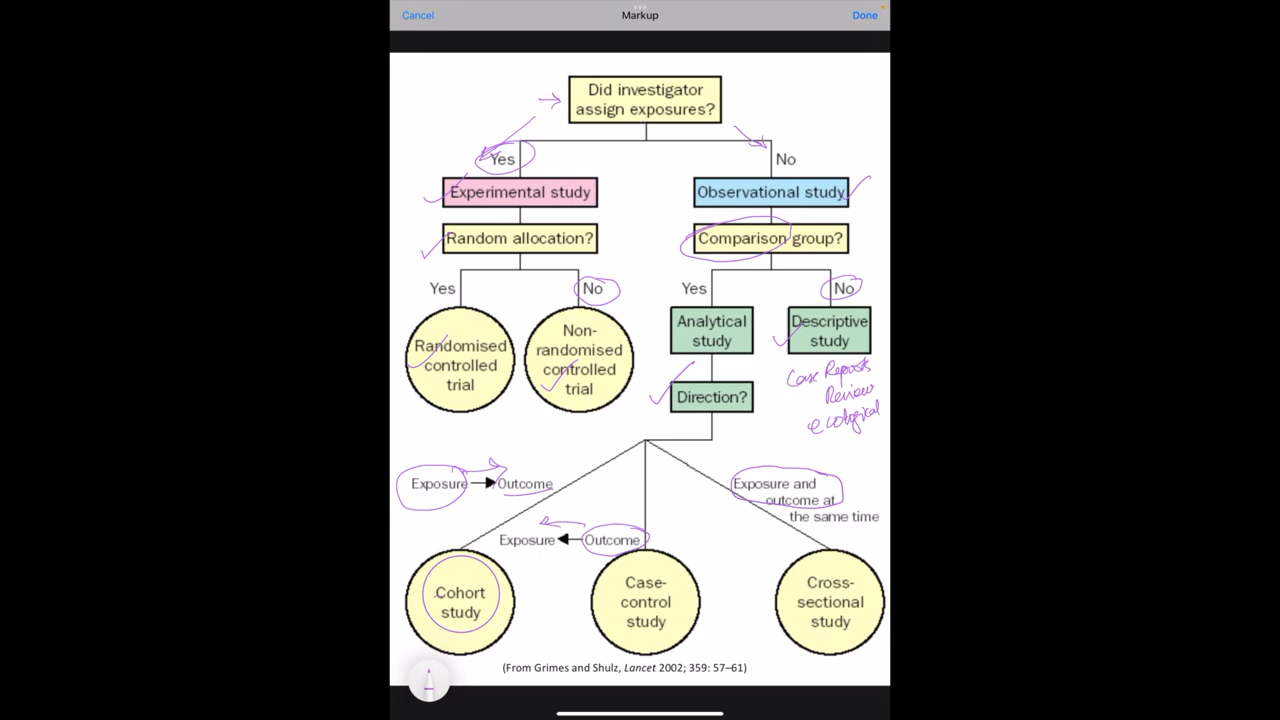 Cancel
Markup
Done
Did investigator
assign exposures?
Yes
No
Experimental study
Observational study
Random allocation?
Comparison group?
Yes
No
Yes
No
Randomised
controlled
trial
Non-
randomised
controlled
trial
Analytical
study
Descriptive
study
Case Reports
Review
ecological
Direction?
Exposure
Outcome
Exposure and
outcome at
the same time
Exposure
Outcome
Cohort
study
Case-
control
study
Cross-
sectional
study
(From Grimes and Shulz, Lancet 2002; 359: 57–61)